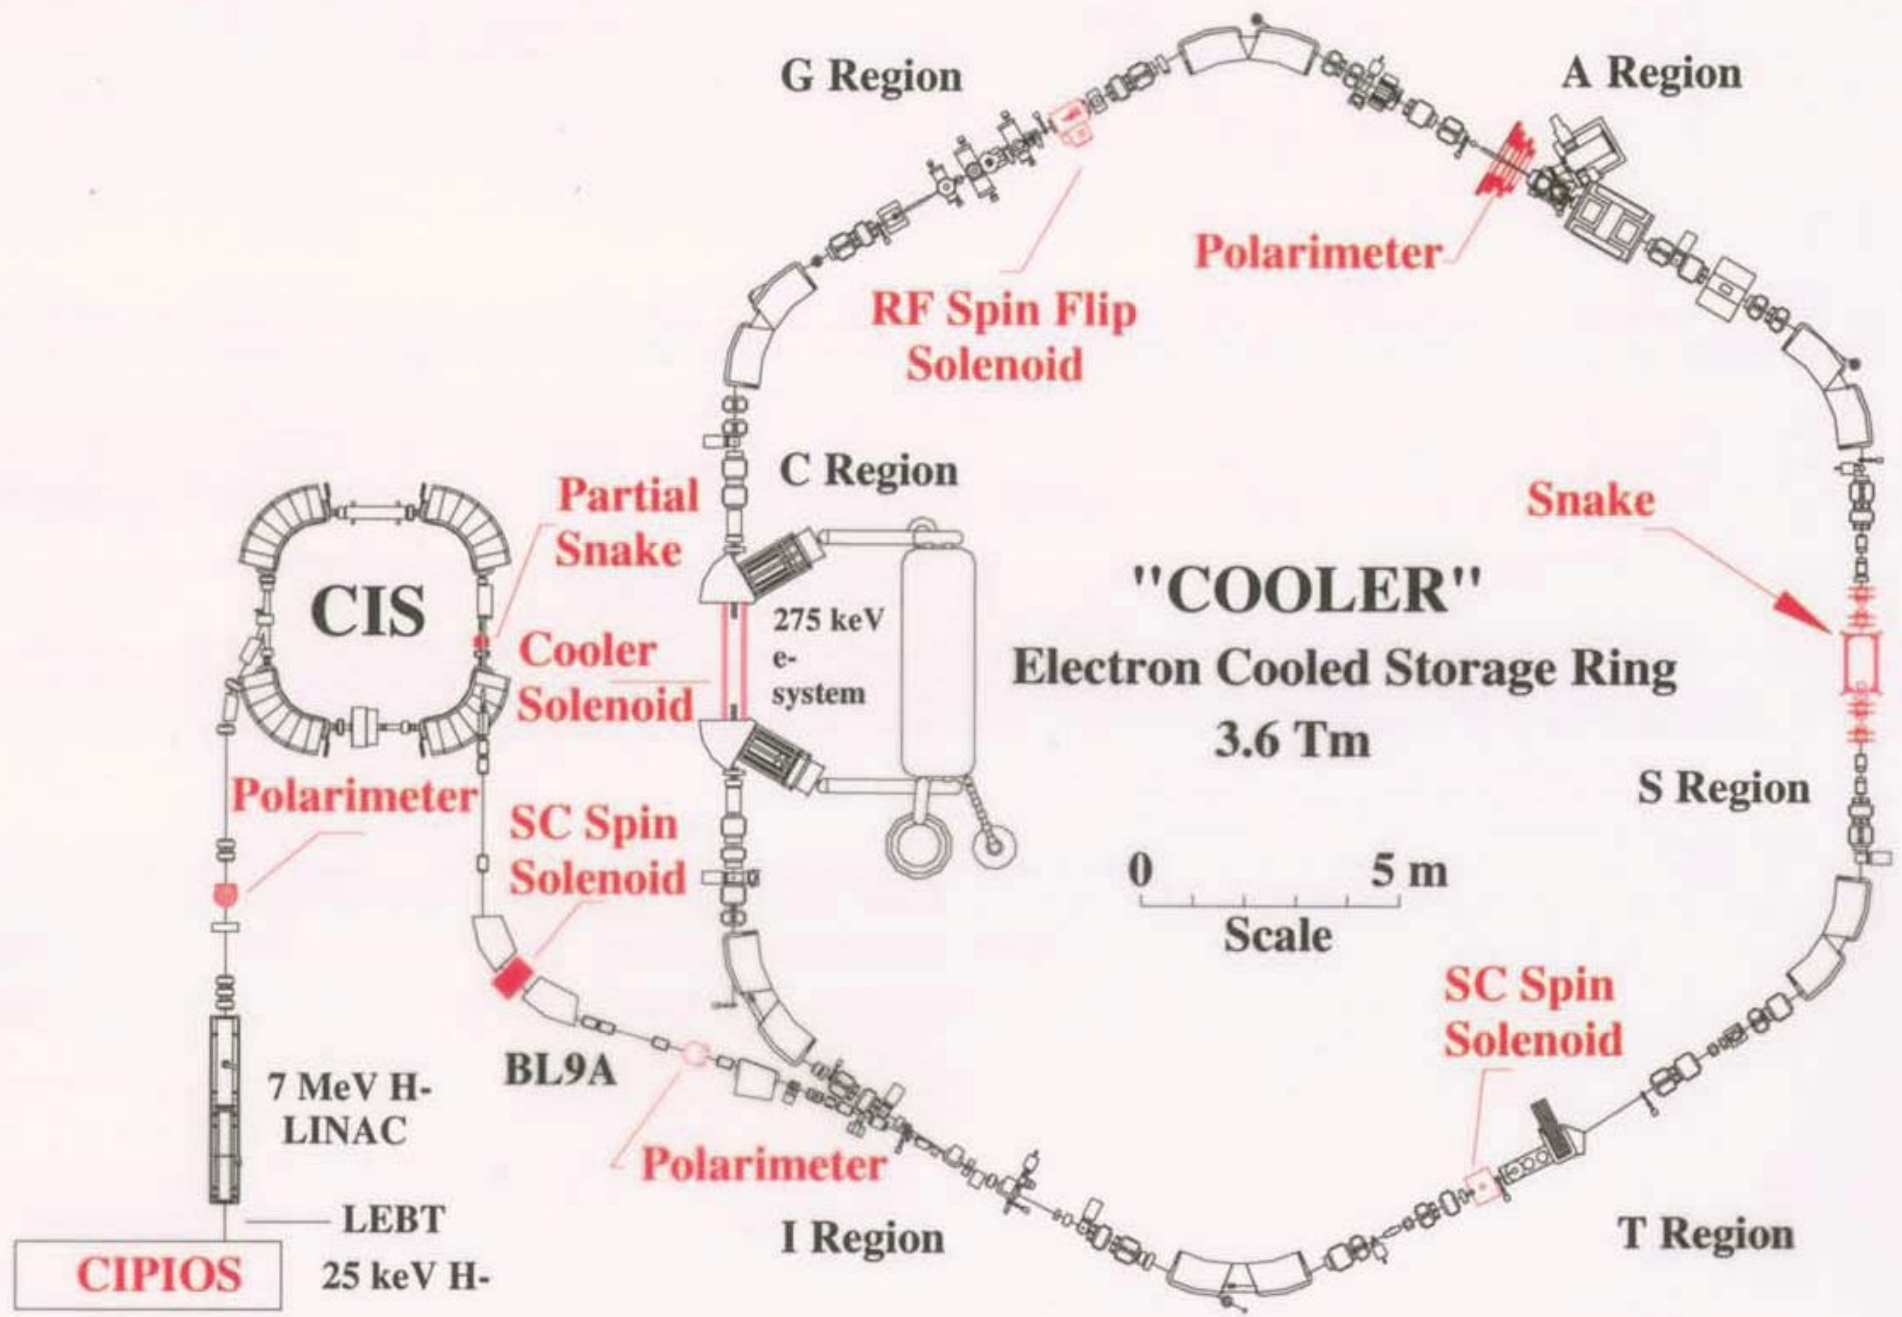 G Region
A Region
Polarimeter
RF Spin Flip
Solenoid
C Region
Partial
Snake
Snake
CIS
"COOLER"
275 keV
e-
system
Cooler
Solenoid
Electron Cooled Storage Ring
3.6 Tm
Polarimeter
S Region
SC Spin
Solenoid
0 5 m
Scale
SC Spin
Solenoid
BL9A
7 MeV H-
LINAC
Polarimeter
LEBT
I Region
T Region
CIPIOS
25 keV H-